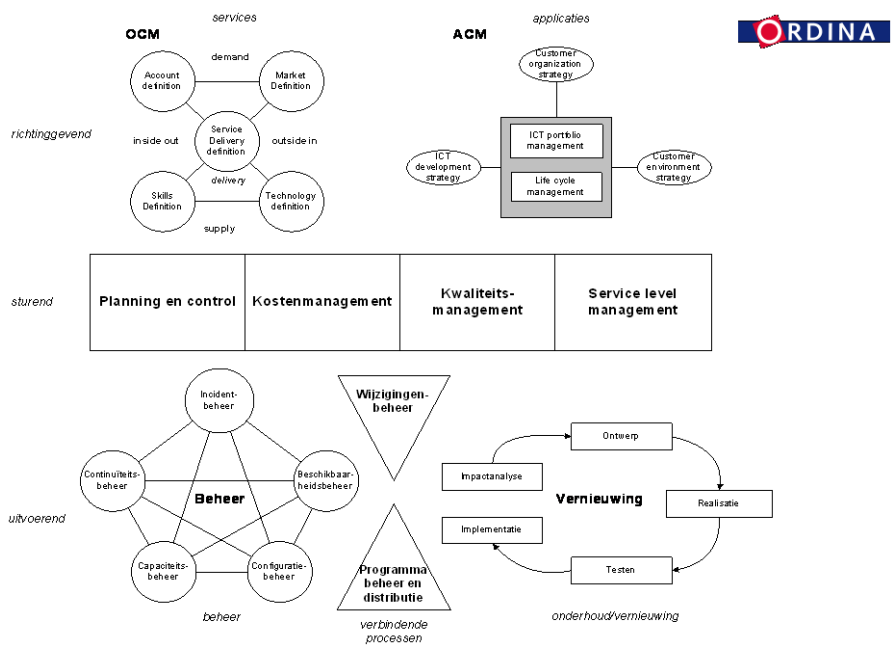 services
applicaties
OCM
ACM
ORDINA
demand
Account
definition
Market
Definition
Customer
organization
strategy
richtinggevend
inside out
Service
Delivery
definition
outside in
delivery
ICT portfolio
management
ICT
development
strategy
Customer
environment
strategy
Life cycle
management
Skills
Definition
Technology
definition
supply
sturend
Planning en control
Kostenmanagement
Kwaliteits-
management
Service level
management
uitvoerend
Incident-
beheer
Continuïteits-
beheer
Beschikbaar-
heidsbeheer
Beheer
Capaciteits-
beheer
Configuratie-
beheer
beheer
Wijzigingen-
beheer
Programma
beheer en
distributie
verbindende
processen
Ontwerp
Impactanalyse
Vernieuwing
Realisatie
Implementatie
Testen
onderhoud/vernieuwing